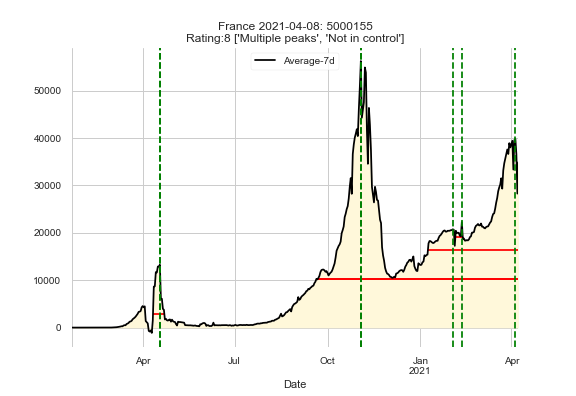 France 2021-04-08: 5000155
Rating:8 ['Multiple peaks', 'Not in control']
Average-7d
50000
40000
30000
20000
10000
0
Apr Jul Oct Jan Apr
2021
Date